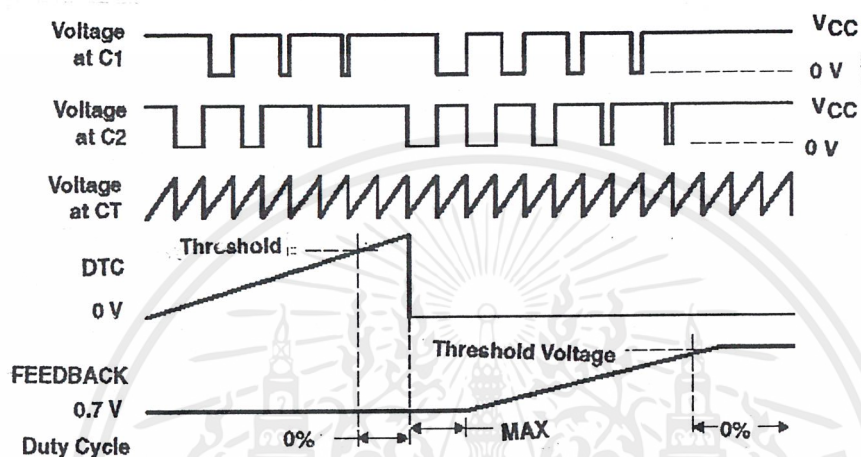 Voltage at C1
VCC
0 V
Voltage at C2
VCC
0 V
Voltage at CT
Threshold
DTC
0 V
Threshold Voltage
FEEDBACK
0.7 V
Duty Cycle
0%
MAX
0%